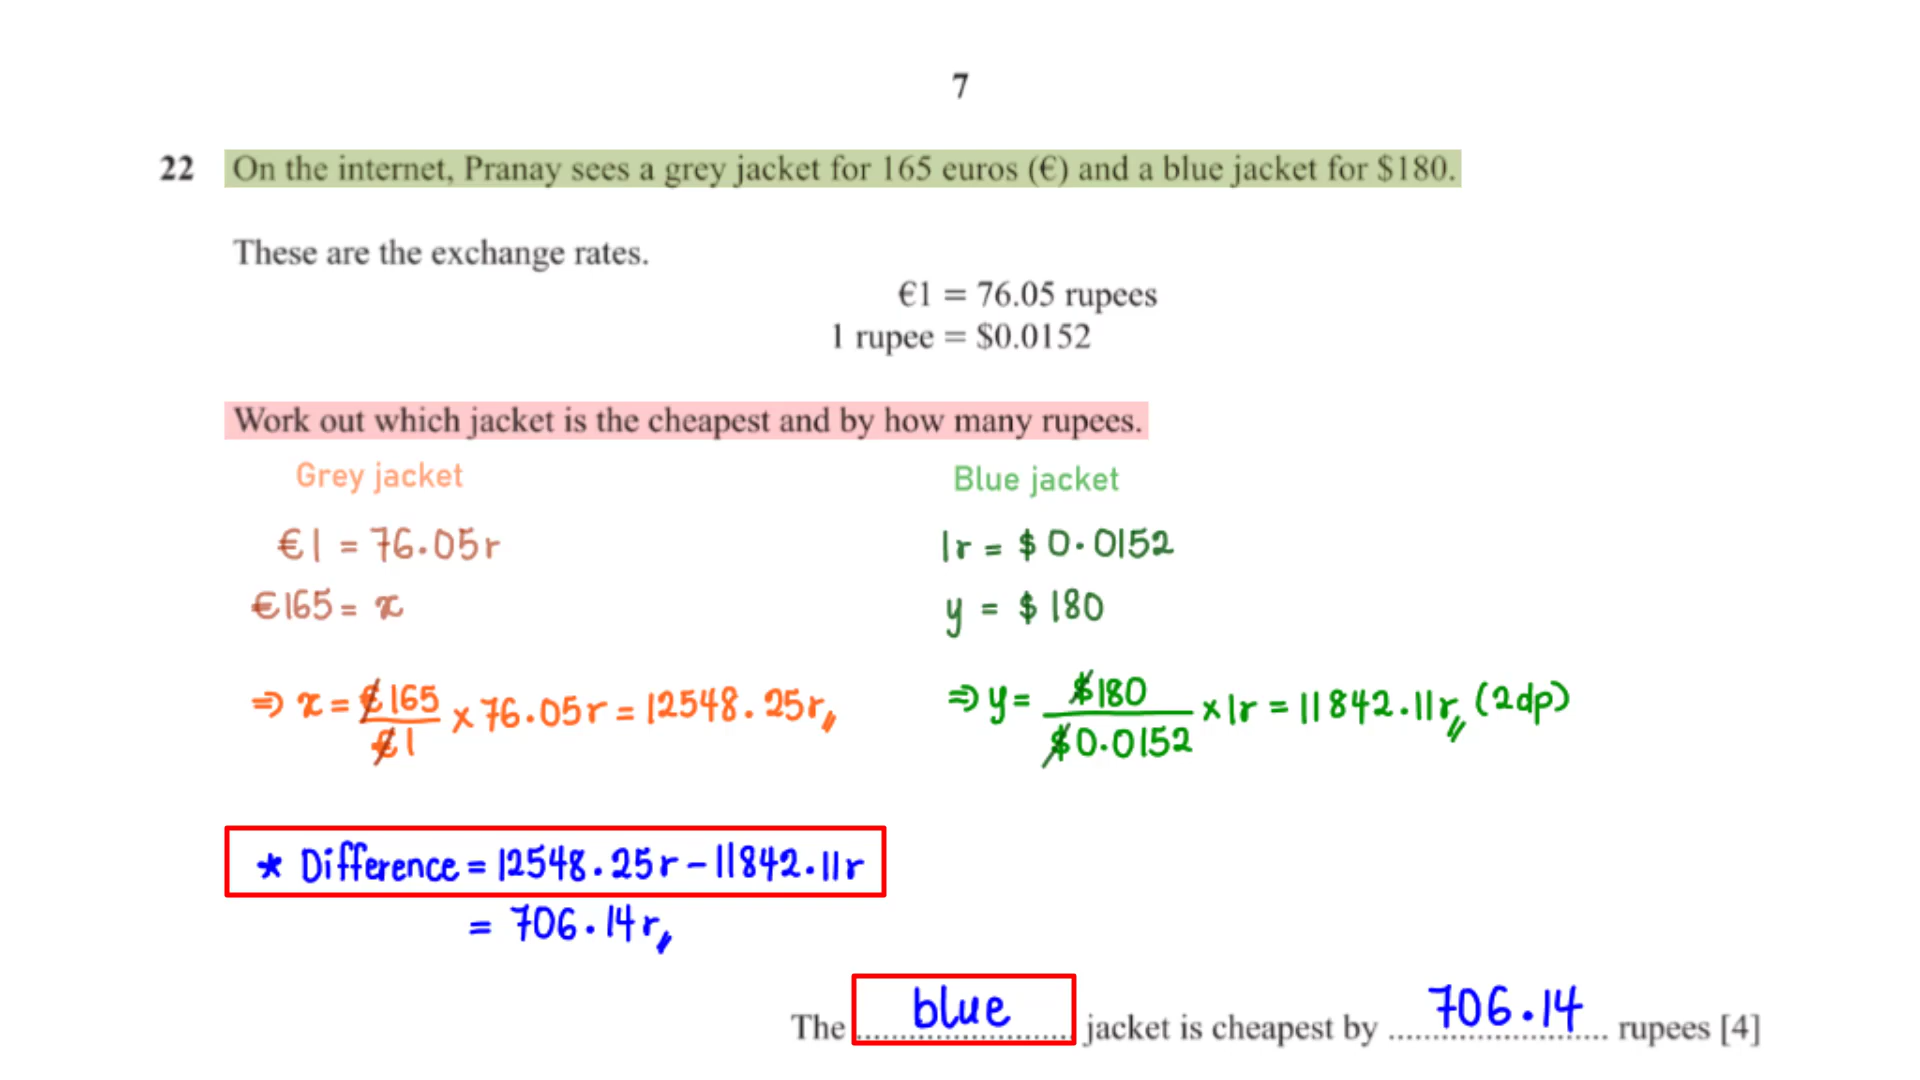 7
22 On the internet, Pranay sees a grey jacket for 165 euros (€) and a blue jacket for $180.
These are the exchange rates.
€1 = 76.05 rupees
1 rupee = $0.0152
Work out which jacket is the cheapest and by how many rupees.
Grey jacket
€1 = 76.05r
€165 = x
⇒ x = €165/€1 × 76.05r = 12548.25r
Blue jacket
1r = $0.0152
y = $180
⇒ y = $180/$0.0152 × 1r = 11842.11r (2dp)
* Difference = 12548.25r - 11842.11r
= 706.14r
The blue jacket is cheapest by 706.14 rupees [4]